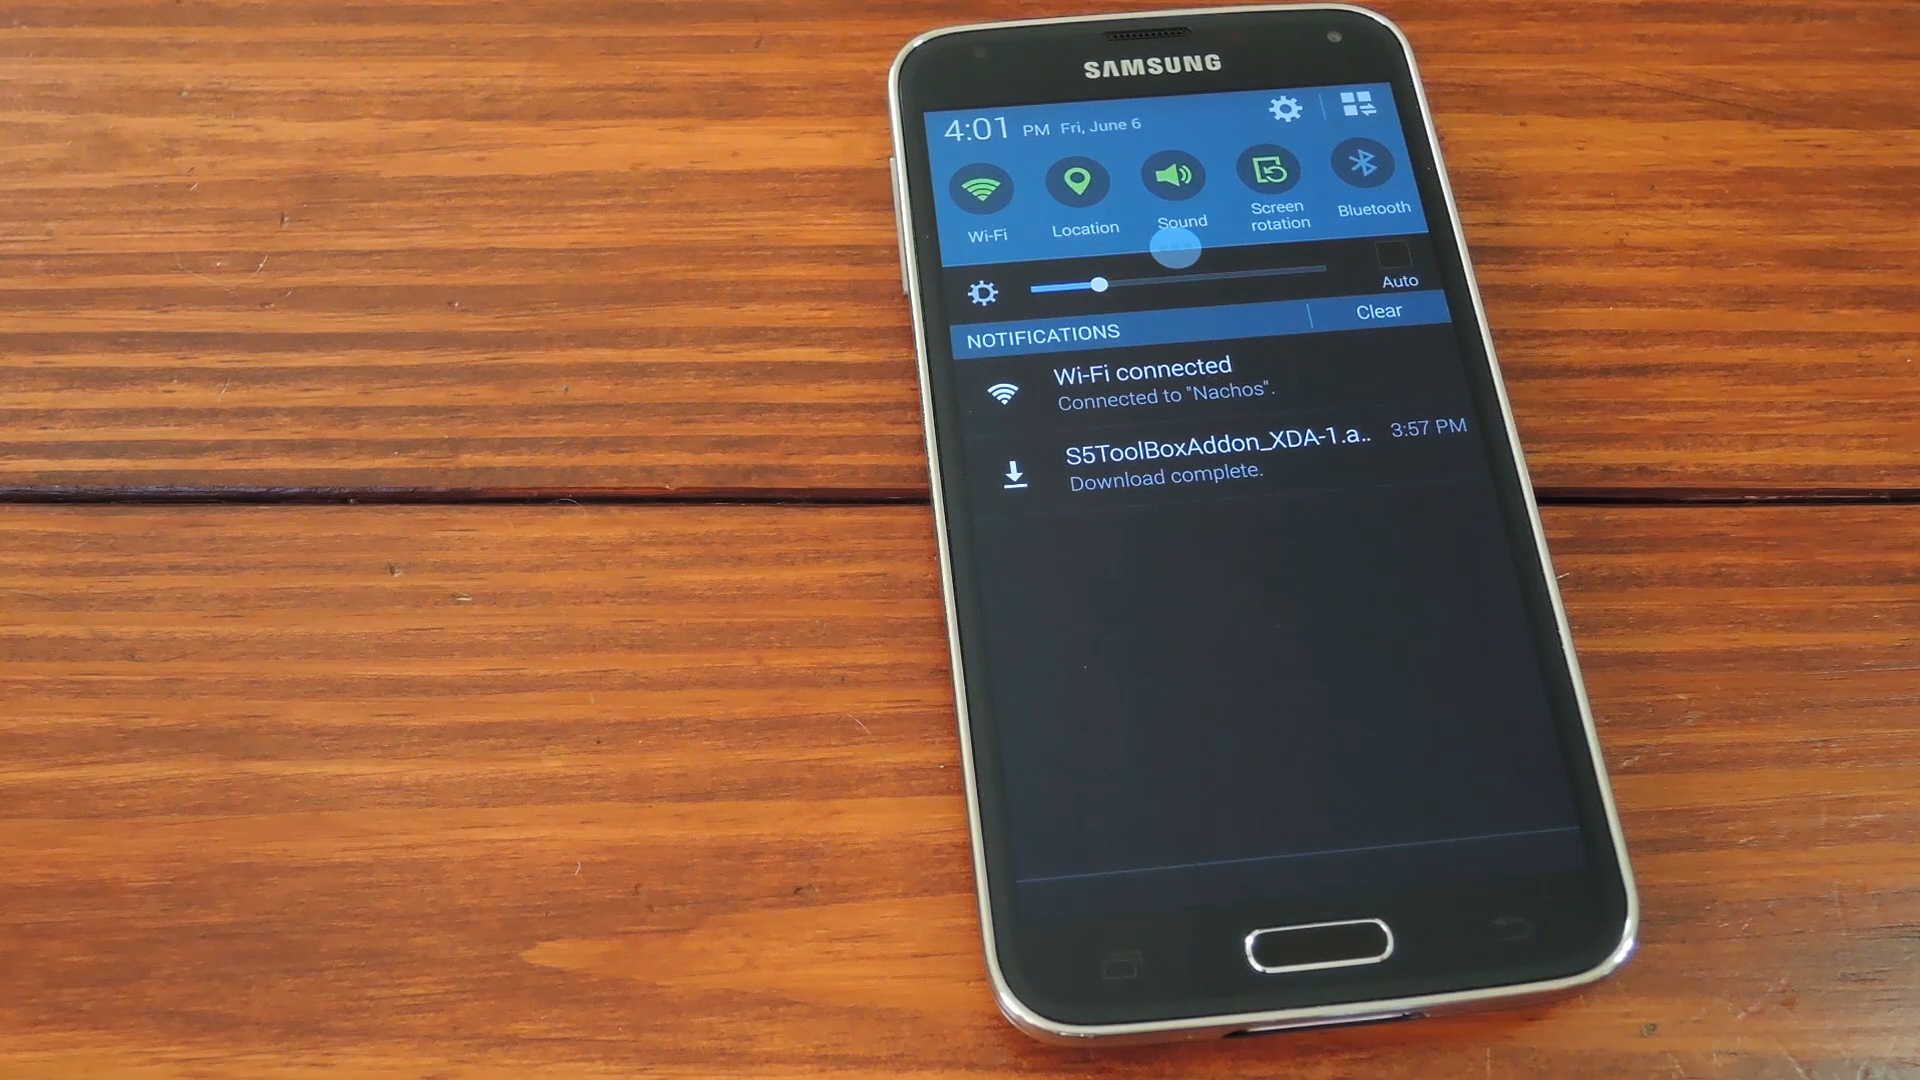 SAMSUNG
4:01 PM Fri, June 6
Wi-Fi
Location
Sound
Screen
rotation
Bluetooth
Auto
NOTIFICATIONS
Clear
Wi-Fi connected
Connected to "Nachos".
S5ToolBoxAddon_XDA-1.a.. 3:57 PM
Download complete.